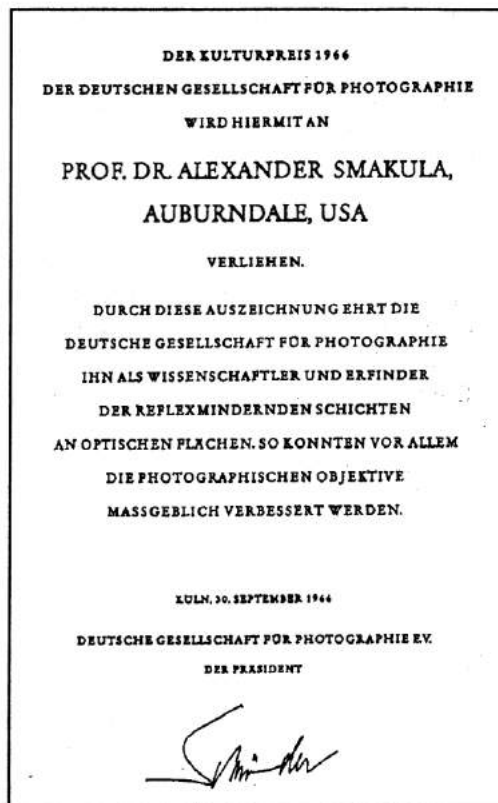 DER KULTURPREIS 1966
DER DEUTSCHEN GESELLSCHAFT FÜR PHOTOGRAPHIE
WIRD HIERMIT AN
PROF. DR. ALEXANDER SMAKULA,
AUBURNDALE, USA
VERLIEHEN.
DURCH DIESE AUSZEICHNUNG EHRT DIE
DEUTSCHE GESELLSCHAFT FÜR PHOTOGRAPHIE
IHN ALS WISSENSCHAFTLER UND ERFINDER
DER REFLEXMINDERNDEN SCHICHTEN
AN OPTISCHEN FLÄCHEN. SO KONNTEN VOR ALLEM
DIE PHOTOGRAPHISCHEN OBJEKTIVE
MASSGEBLICH VERBESSERT WERDEN.
KÖLN, 30. SEPTEMBER 1966
DEUTSCHE GESELLSCHAFT FÜR PHOTOGRAPHIE E.V.
DER PRÄSIDENT